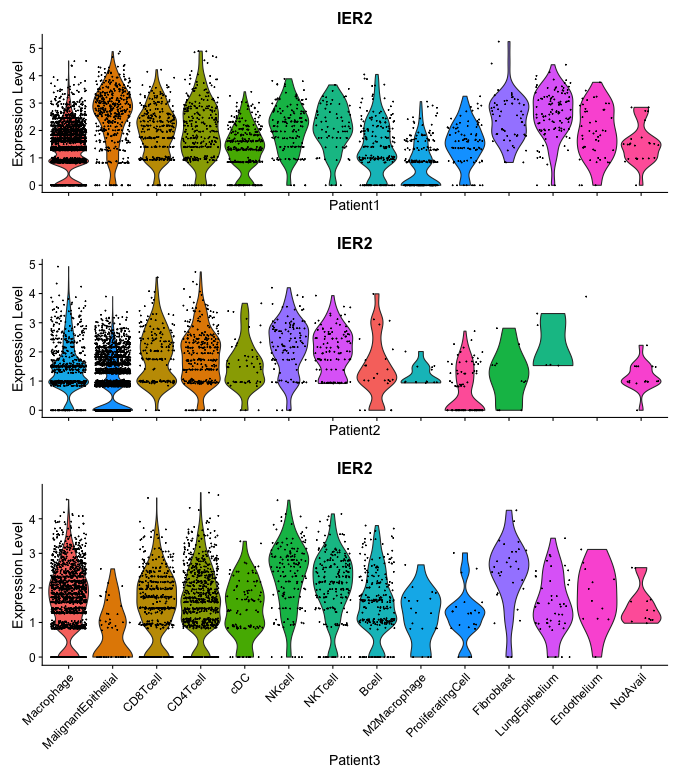 IER2
Expression Level
5
4
3
2
1
0
Patient1
IER2
Expression Level
5
4
3
2
1
0
Patient2
IER2
Expression Level
4
3
2
1
0
Macrophage
MalignantEpithelial
CD8Tcell
CD4Tcell
cDC
NKcell
NKTcell
Bcell
M2Macrophage
ProliferatingCell
Fibroblast
LungEpithelium
Endothelium
NotAvail
Patient3